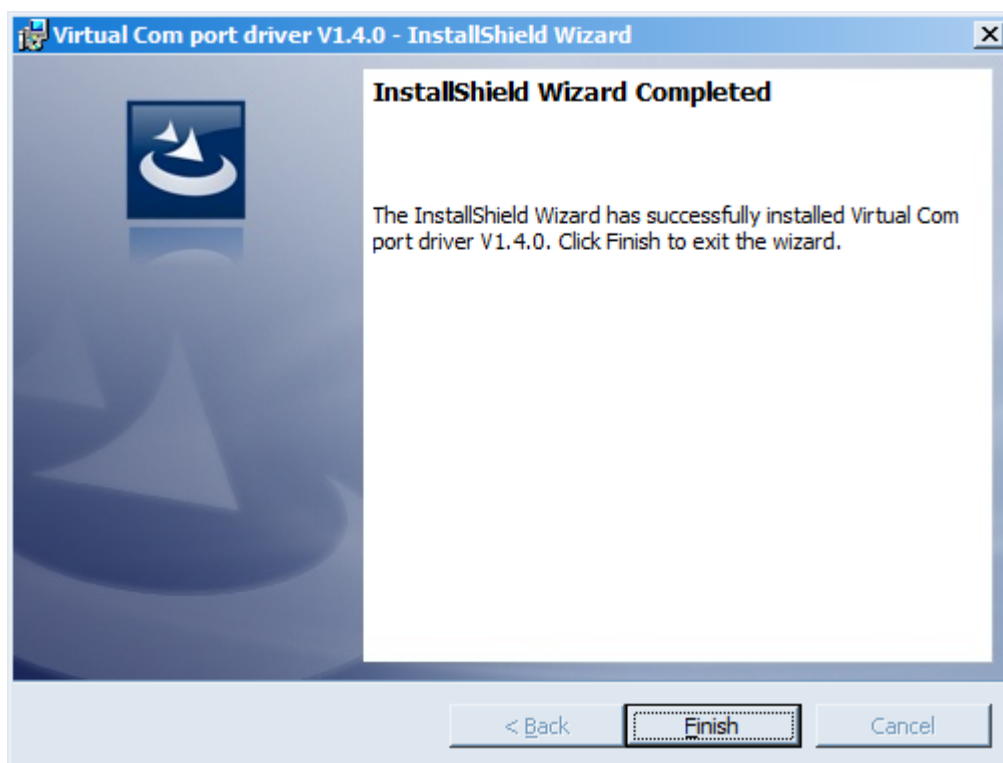 Virtual Com port driver V1.4.0 - InstallShield Wizard
InstallShield Wizard Completed
The InstallShield Wizard has successfully installed Virtual Com
port driver V1.4.0. Click Finish to exit the wizard.
< Back
Finish
Cancel